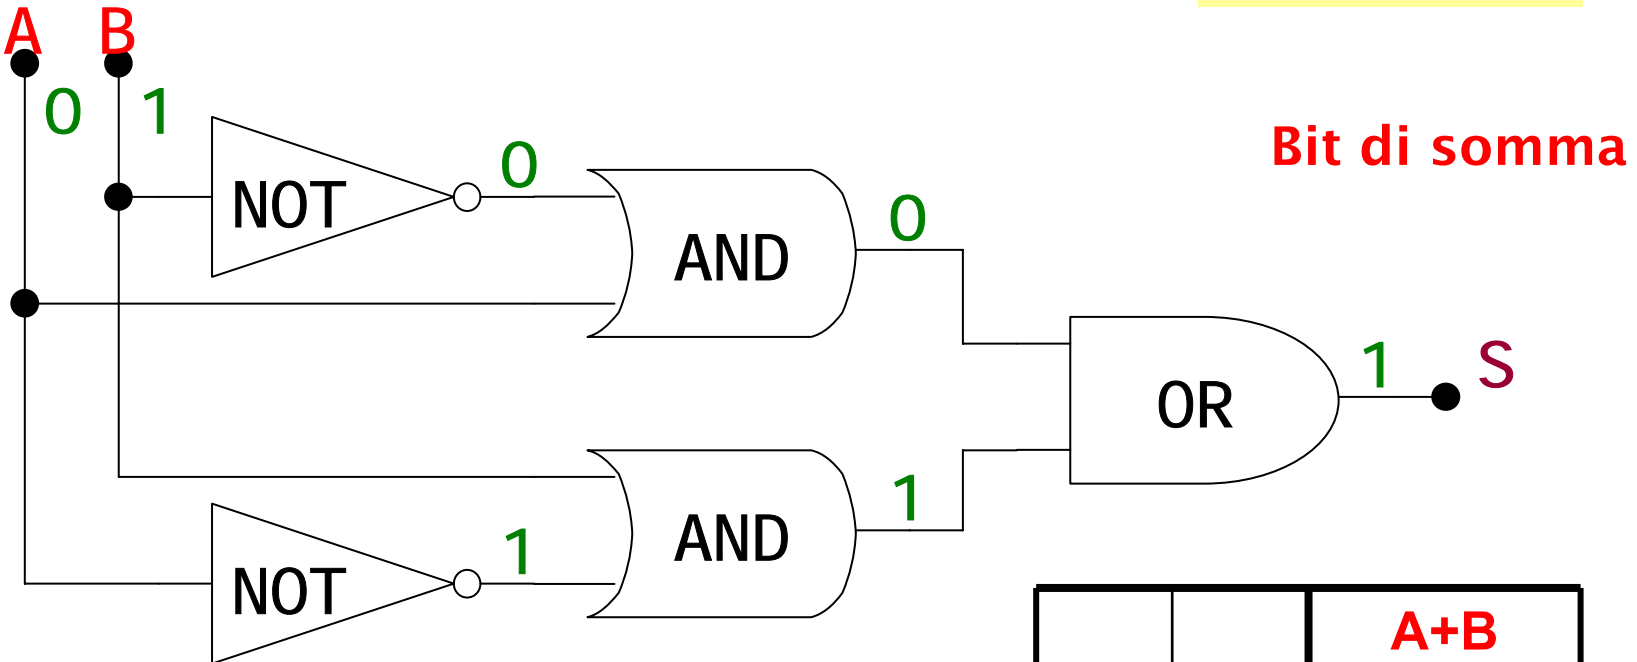 A B
0 1
Bit di somma
NOT 0
AND 0
OR 1 S
AND 1
NOT 1
A+B